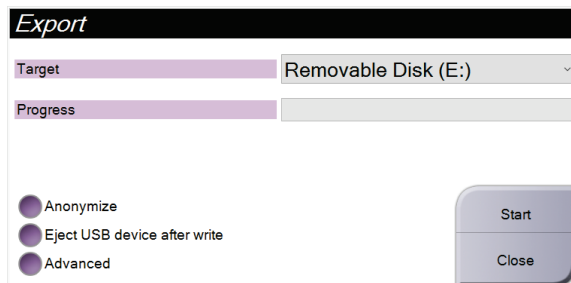 Export
Target
Removable Disk (E:)
Progress
Anonymize
Eject USB device after write
Advanced
Start
Close